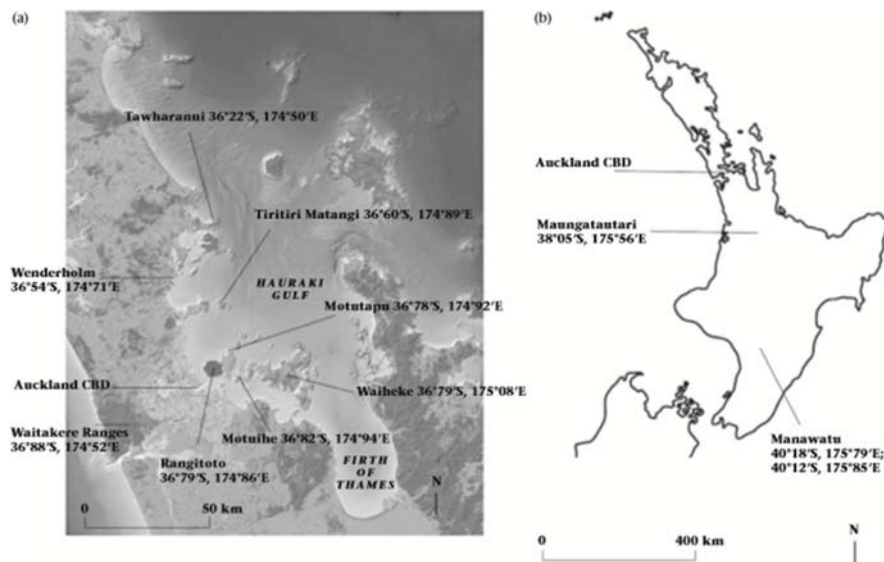 (a)
Tawharanui 36°22′S, 174°50′E
Tiritiri Matangi 36°60′S, 174°89′E
Wenderholm
36°54′S, 174°71′E
HAURAKI
GULF
Motutapu 36°78′S, 174°92′E
Auckland CBD
Waiheke 36°79′S, 175°08′E
Waitakere Ranges
36°88′S, 174°52′E
Motuihe 36°82′S, 174°94′E
Rangitoto
36°79′S, 174°86′E
FIRTH
OF
THAMES
N
0 50 km
(b)
Auckland CBD
Maungatautari
38°05′S, 175°56′E
Manawatu
40°18′S, 175°79′E;
40°12′S, 175°85′E
0 400 km
N